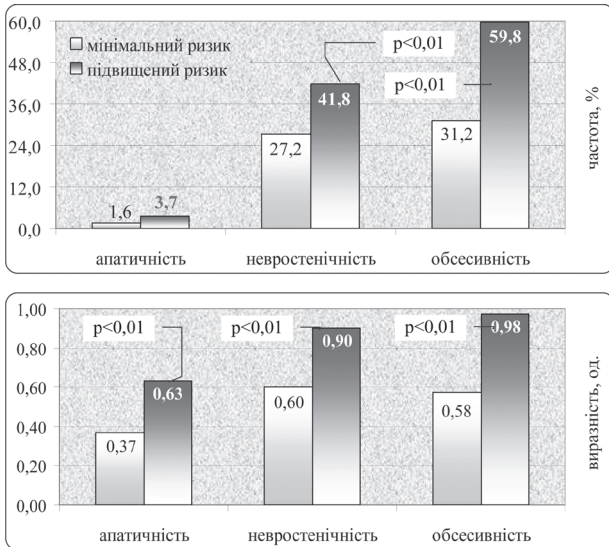 60,0
48,0
36,0
24,0
12,0
0,0
мінімальний ризик
підвищений ризик
p<0,01
p<0,01
1,6
3,7
27,2
41,8
31,2
59,8
апатичність
невростенічність
обсесивність
частота, %
1,00
0,80
0,60
0,40
0,20
0,00
p<0,01
p<0,01
p<0,01
0,37
0,63
0,60
0,90
0,58
0,98
апатичність
невростенічність
обсесивність
виразність, од.